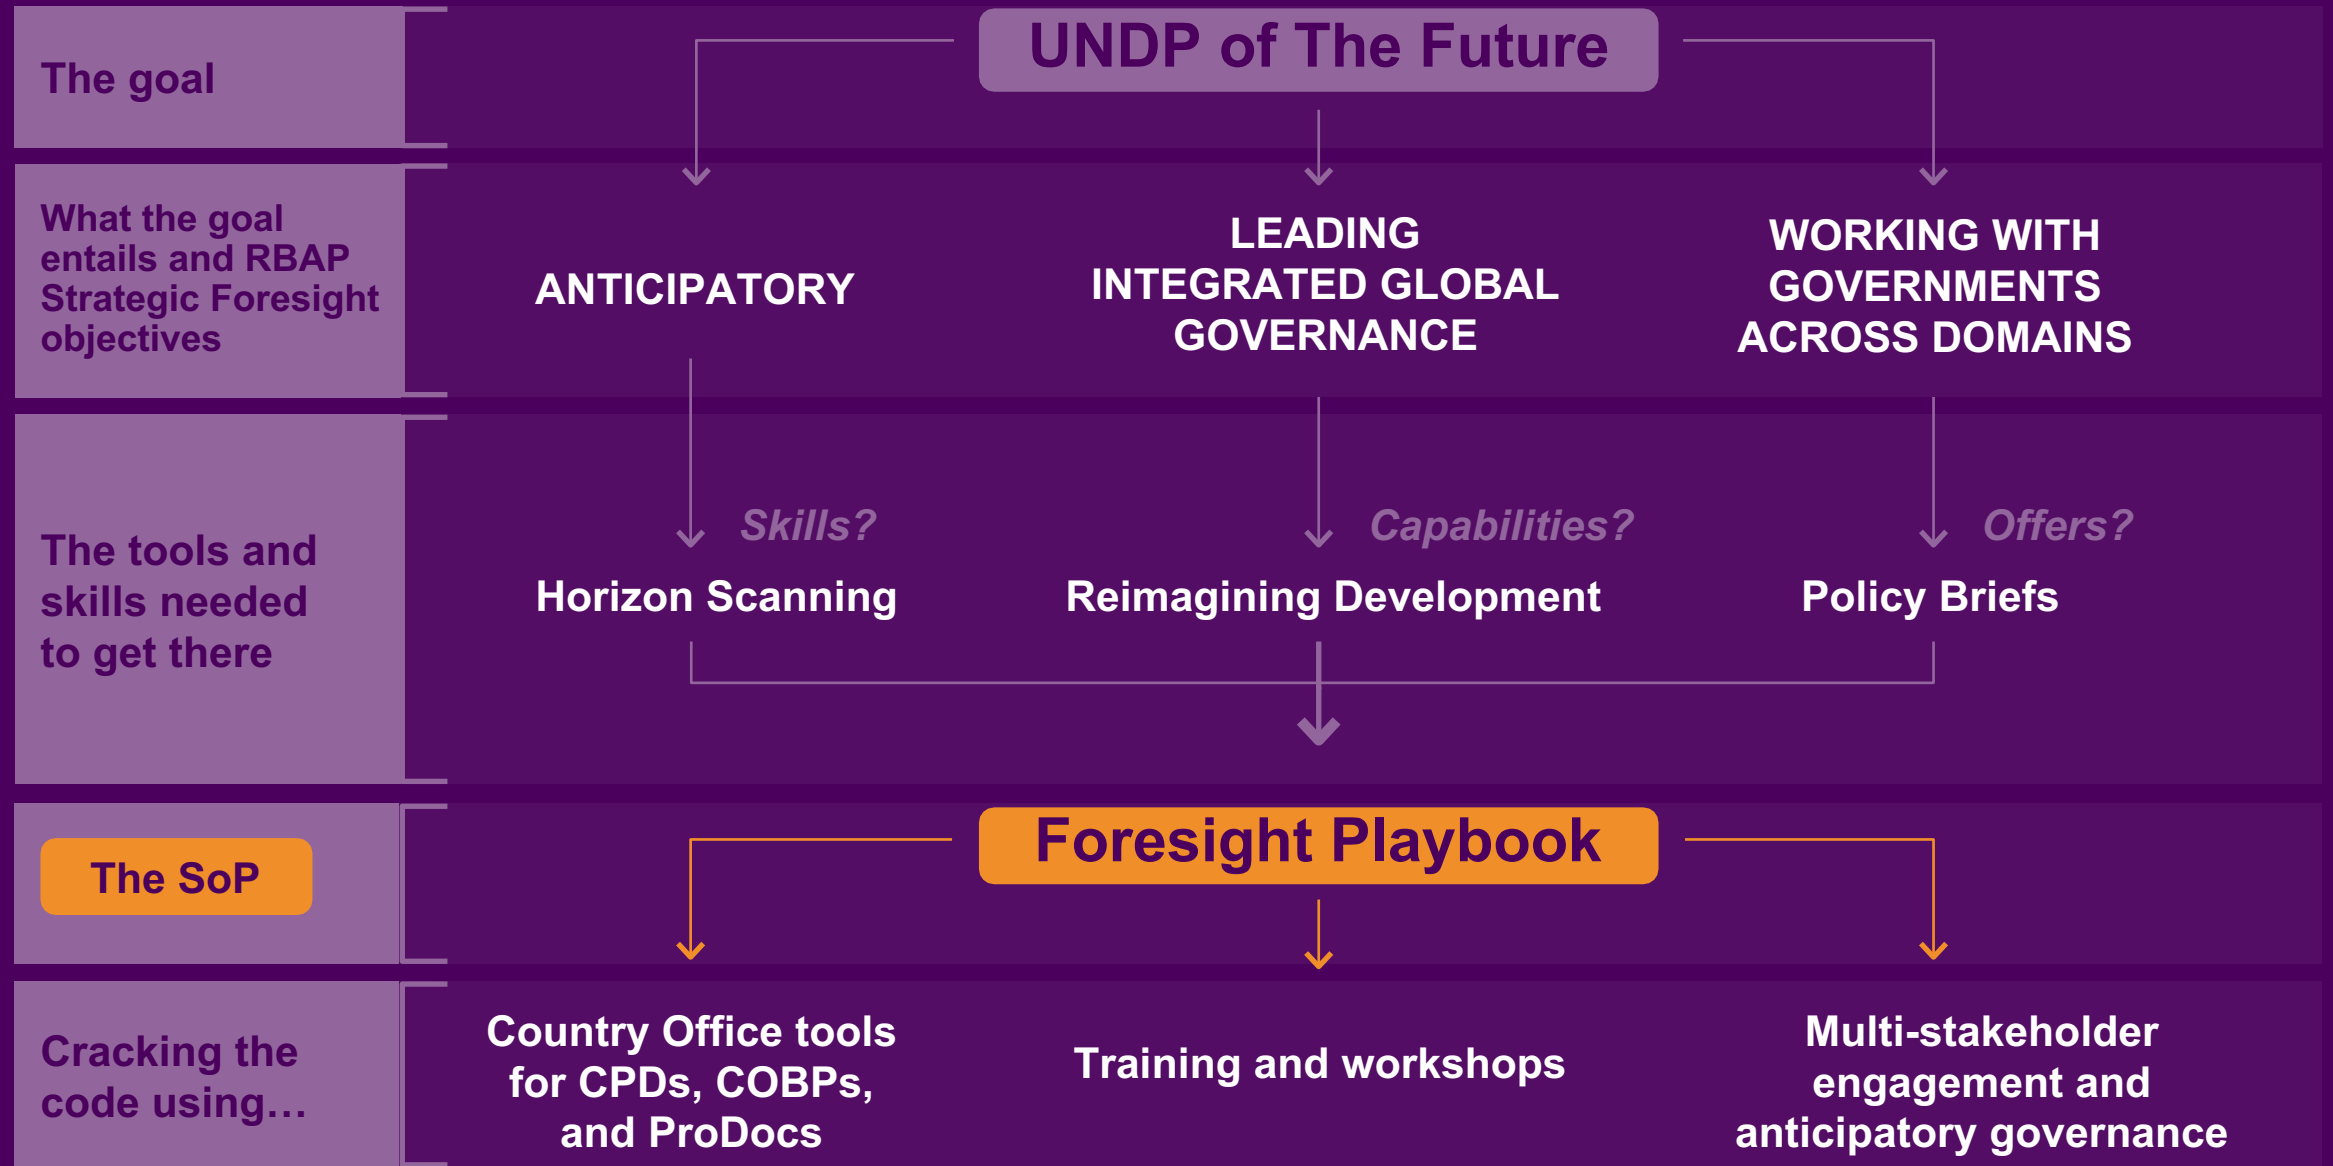 The goal
UNDP of The Future
What the goal
entails and RBAP
Strategic Foresight
objectives
ANTICIPATORY
LEADING
INTEGRATED GLOBAL
GOVERNANCE
WORKING WITH
GOVERNMENTS
ACROSS DOMAINS
The tools and
skills needed
to get there
Skills?
Horizon Scanning
Capabilities?
Reimagining Development
Offers?
Policy Briefs
The SoP
Foresight Playbook
Cracking the
code using…
Country Office tools
for CPDs, COBPs,
and ProDocs
Training and workshops
Multi-stakeholder
engagement and
anticipatory governance